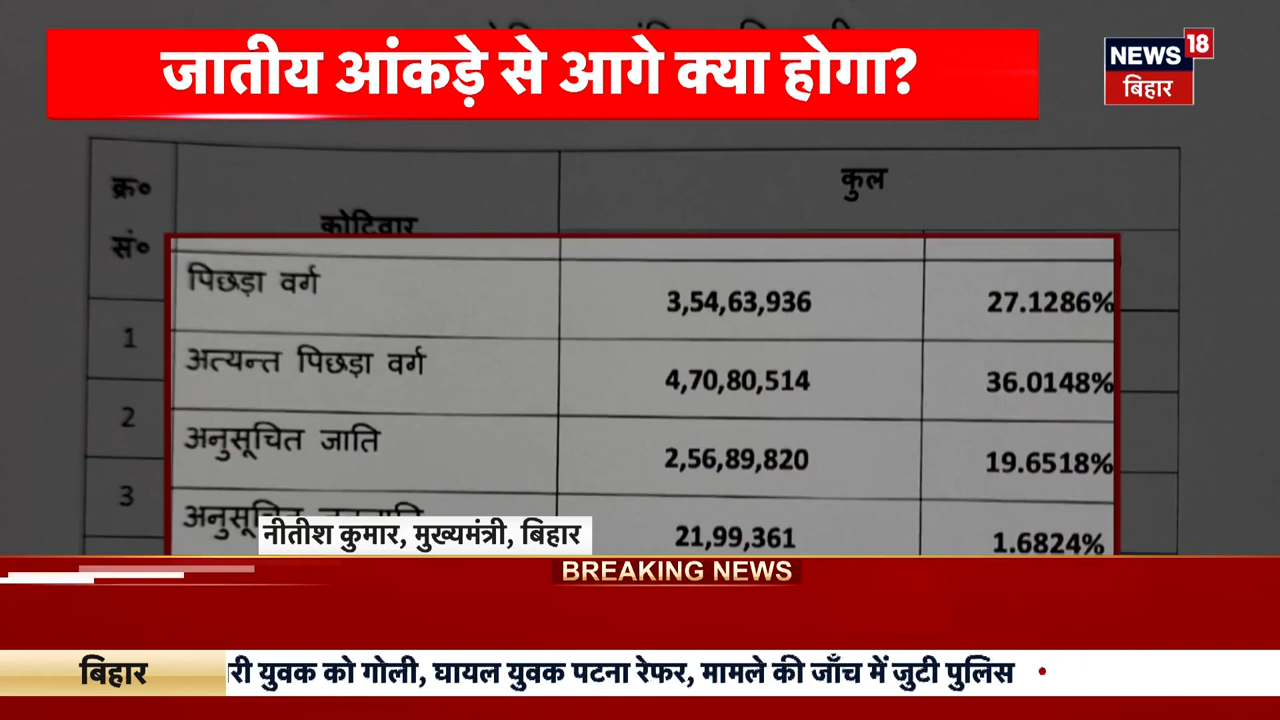 जातीय आंकड़े से आगे क्या होगा?
NEWS 18
बिहार
क्र०
सं०
कोटिवार
कुल
पिछड़ा वर्ग 3,54,63,936 27.1286%
1
अत्यन्त पिछड़ा वर्ग 4,70,80,514 36.0148%
2
अनुसूचित जाति 2,56,89,820 19.6518%
3
21,99,361 1.6824%
नीतीश कुमार, मुख्यमंत्री, बिहार
BREAKING NEWS
बिहार
री युवक को गोली, घायल युवक पटना रेफर, मामले की जाँच में जुटी पुलिस •